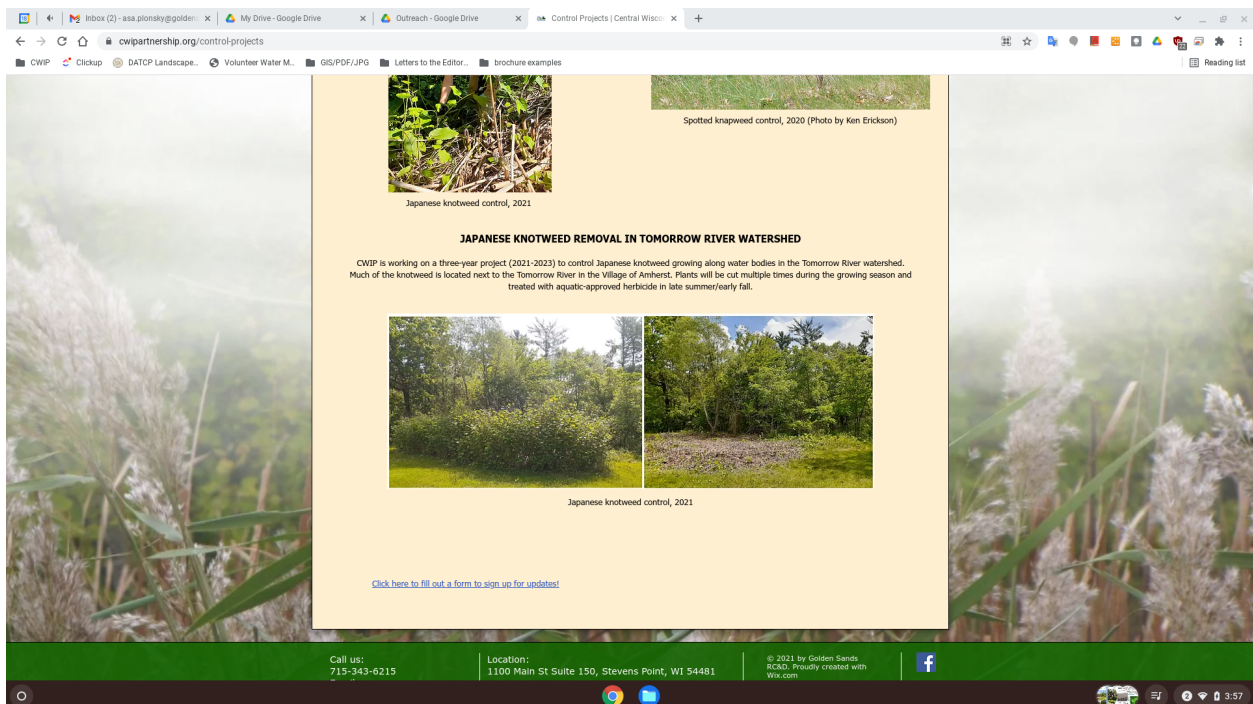 Inbox (2) - asa.plonsky@golden
My Drive - Google Drive
Outreach - Google Drive
Control Projects | Central Wiscon
cwipartnership.org/control-projects
CWIP
Clickup
DATCP Landscape...
Volunteer Water M...
GIS/PDF/JPG
Letters to the Editor...
brochure examples
Reading list
Spotted knapweed control, 2020 (Photo by Ken Erickson)
Japanese knotweed control, 2021
JAPANESE KNOTWEED REMOVAL IN TOMORROW RIVER WATERSHED
CWIP is working on a three-year project (2021-2023) to control Japanese knotweed growing along water bodies in the Tomorrow River watershed.
Much of the knotweed is located next to the Tomorrow River in the Village of Amherst. Plants will be cut multiple times during the growing season and
treated with aquatic-approved herbicide in late summer/early fall.
Japanese knotweed control, 2021
Click here to fill out a form to sign up for updates!
Call us:
715-343-6215
Location:
1100 Main St Suite 150, Stevens Point, WI 54481
© 2021 by Golden Sands
RC&D. Proudly created with
Wix.com
2
3:57